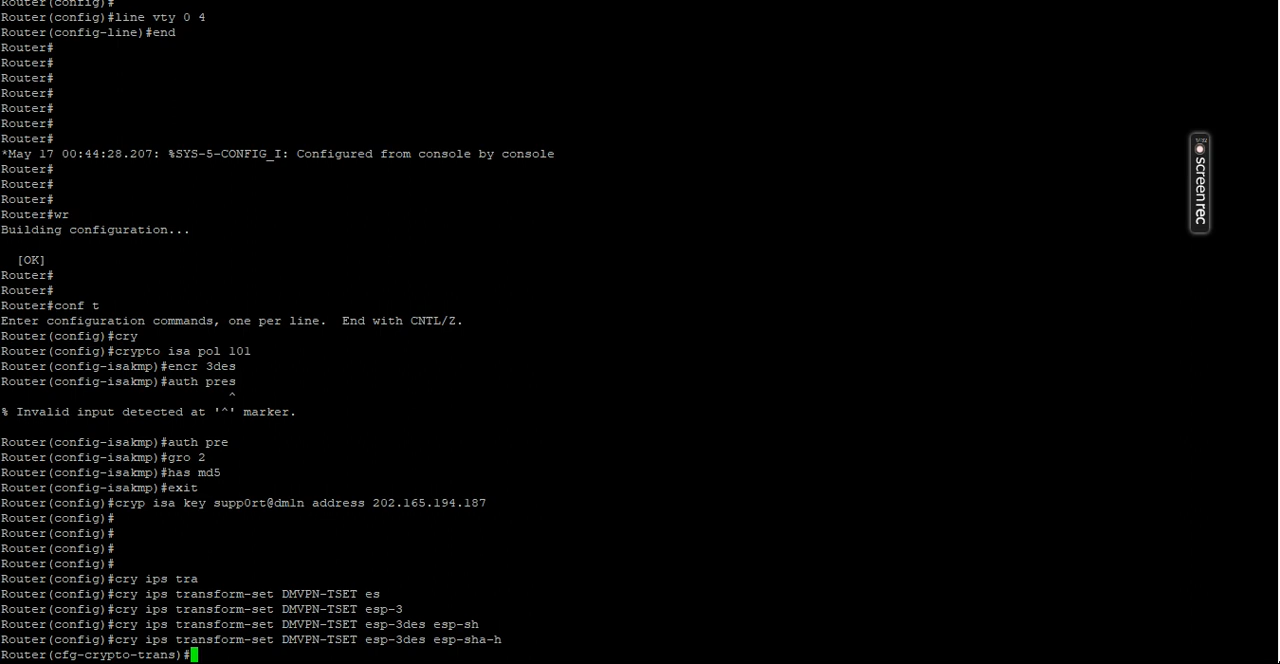 Router(config)#
Router(config)#line vty 0 4
Router(config-line)#end
Router#
Router#
Router#
Router#
Router#
Router#
Router#
*May 17 00:44:28.207: %SYS-5-CONFIG_I: Configured from console by console
Router#
Router#
Router#
Router#wr
Building configuration...
[OK]
Router#
Router#
Router#conf t
Enter configuration commands, one per line.  End with CNTL/Z.
Router(config)#cry
Router(config)#crypto isa pol 101
Router(config-isakmp)#encr 3des
Router(config-isakmp)#auth pres
^
% Invalid input detected at '^' marker.
Router(config-isakmp)#auth pre
Router(config-isakmp)#gro 2
Router(config-isakmp)#has md5
Router(config-isakmp)#exit
Router(config)#cryp isa key supp0rt@dm1n address 202.165.194.187
Router(config)#
Router(config)#
Router(config)#
Router(config)#
Router(config)#cry ips tra
Router(config)#cry ips transform-set DMVPN-TSET es
Router(config)#cry ips transform-set DMVPN-TSET esp-3
Router(config)#cry ips transform-set DMVPN-TSET esp-3des esp-sh
Router(config)#cry ips transform-set DMVPN-TSET esp-3des esp-sha-h
Router(cfg-crypto-trans)#
screenrec